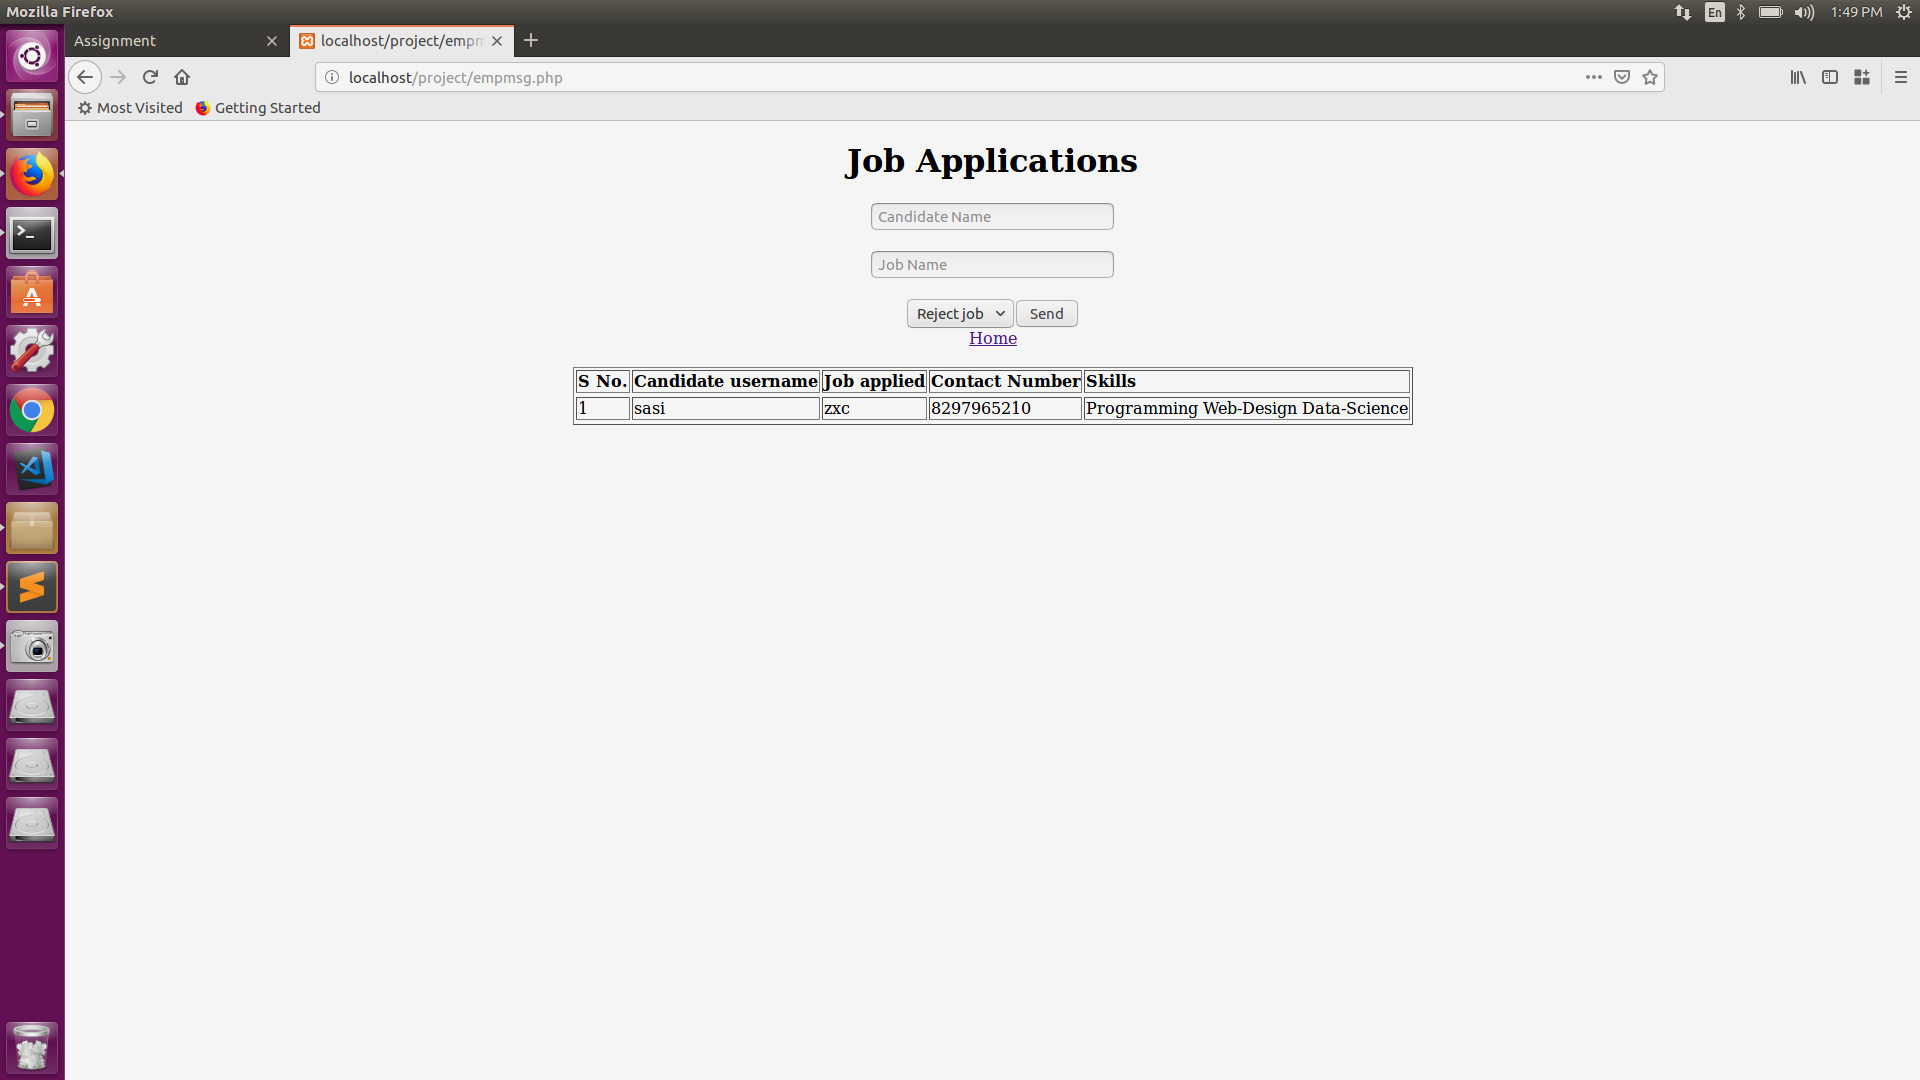 Mozilla Firefox
En
1:49 PM
Assignment
localhost/project/empm
localhost/project/empmsg.php
Most Visited
Getting Started
Job Applications
Candidate Name
Job Name
Reject job
Send
Home
S No. Candidate username Job applied Contact Number Skills
1 sasi zxc 8297965210 Programming Web-Design Data-Science